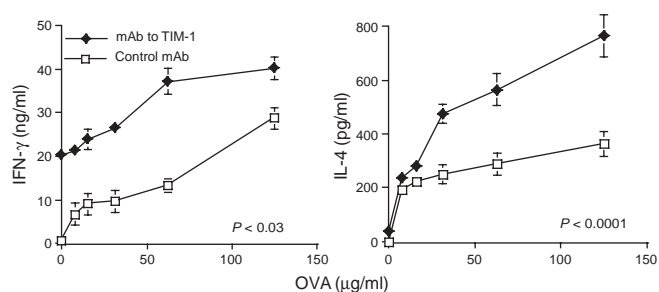 mAb to TIM-1
Control mAb
IFN-γ (ng/ml)
50
40
30
20
10
0
0
50
100
150
P < 0.03
IL-4 (pg/ml)
800
600
400
200
0
0
50
100
150
P < 0.0001
OVA (μg/ml)